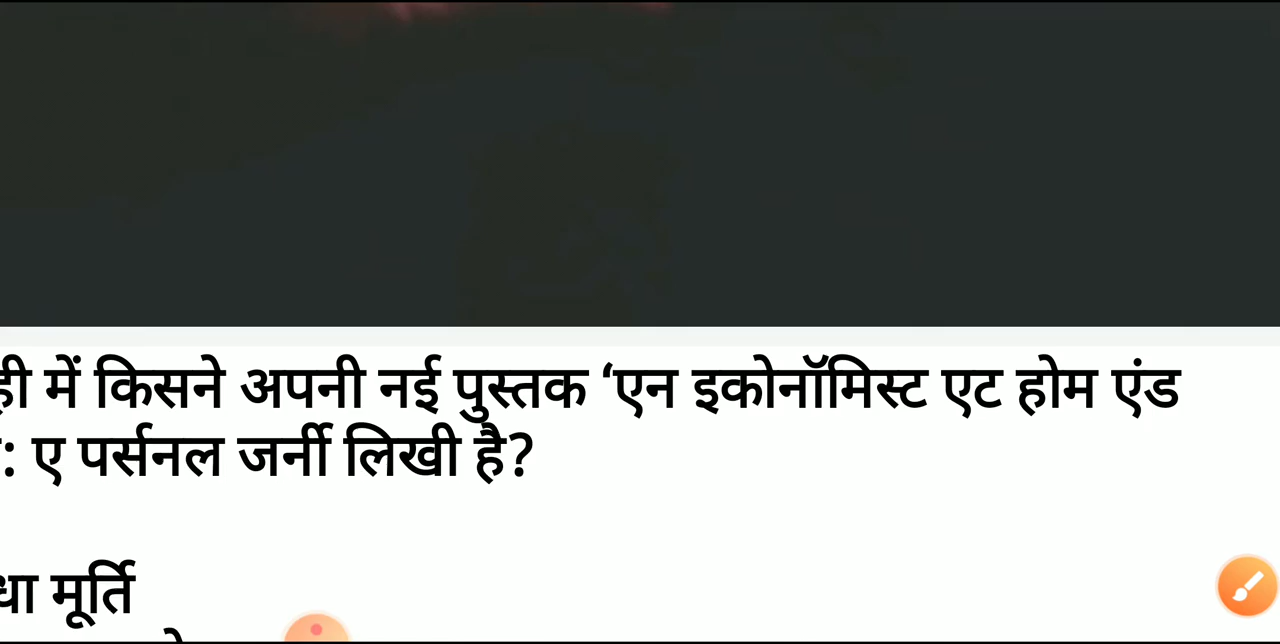 ही में किसने अपनी नई पुस्तक ‘एन इकोनॉमिस्ट एट होम एंड
: ए पर्सनल जर्नी लिखी है?
धा मूर्ति